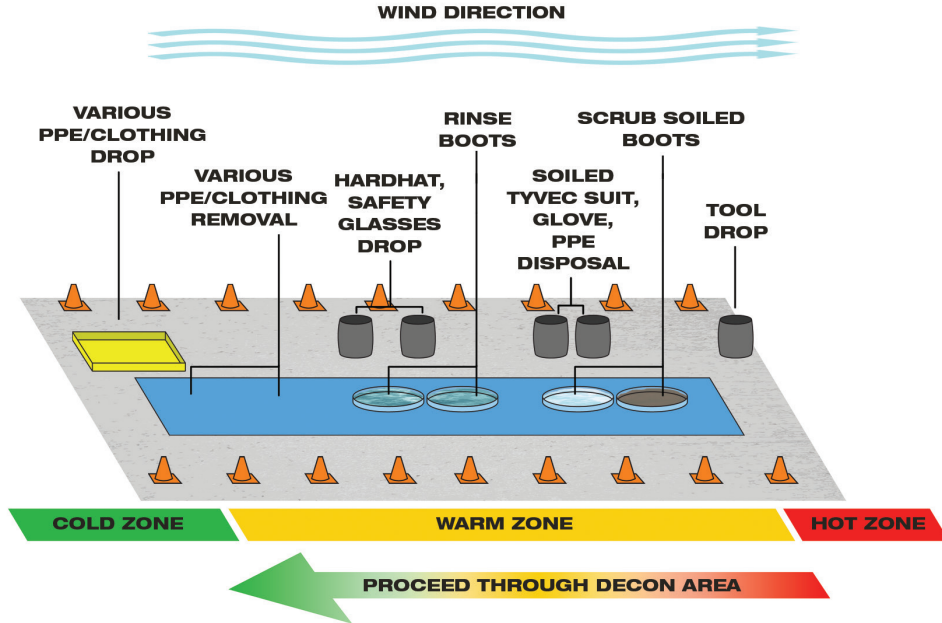 WIND DIRECTION
VARIOUS
PPE/CLOTHING
DROP
VARIOUS
PPE/CLOTHING
REMOVAL
HARDHAT,
SAFETY
GLASSES
DROP
RINSE
BOOTS
SOILED
TYVEC SUIT,
GLOVE,
PPE
DISPOSAL
SCRUB SOILED
BOOTS
TOOL
DROP
COLD ZONE
WARM ZONE
HOT ZONE
PROCEED THROUGH DECON AREA